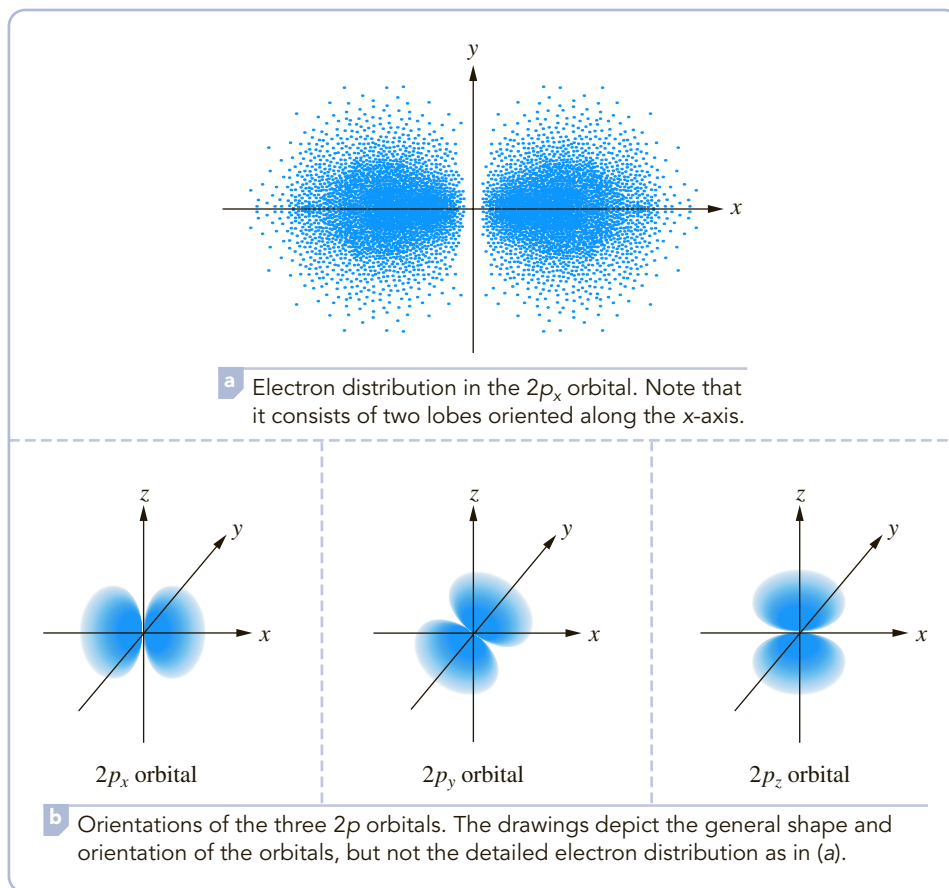 y
x
a Electron distribution in the 2pₓ orbital. Note that
it consists of two lobes oriented along the x-axis.
z
y
x
2pₓ orbital
z
y
x
2p_y orbital
z
y
x
2p_z orbital
b Orientations of the three 2p orbitals. The drawings depict the general shape and
orientation of the orbitals, but not the detailed electron distribution as in (a).